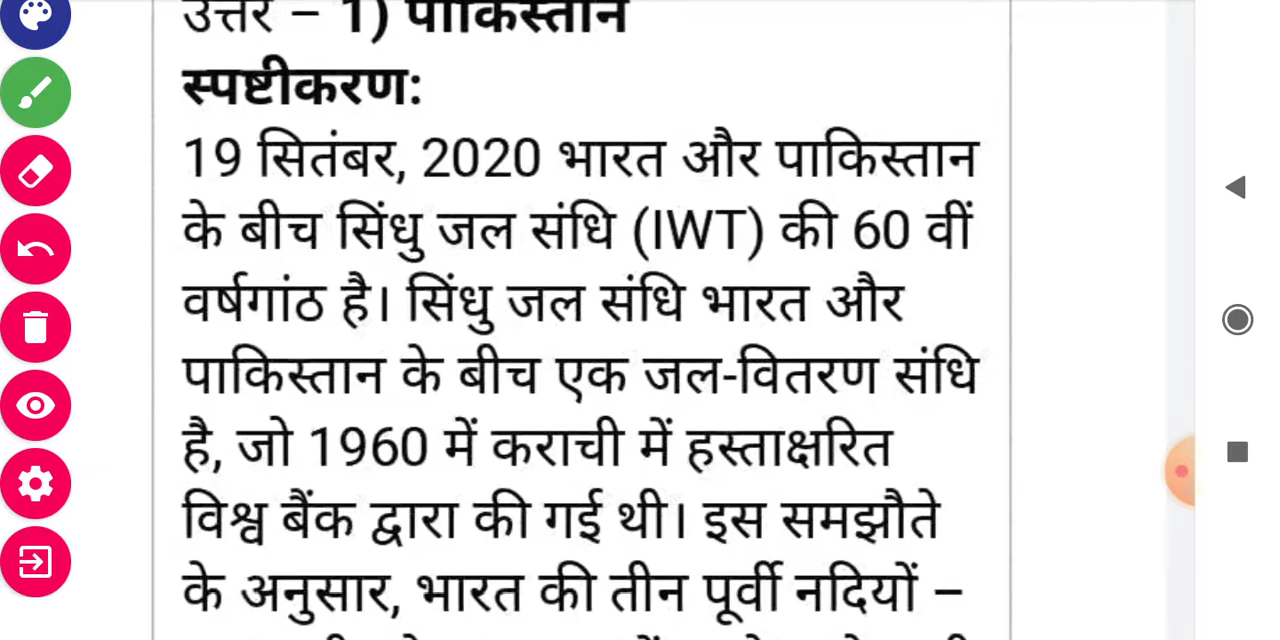 उत्तर – 1) पाकिस्तान
स्पष्टीकरण:
19 सितंबर, 2020 भारत और पाकिस्तान
के बीच सिंधु जल संधि (IWT) की 60 वीं
वर्षगांठ है। सिंधु जल संधि भारत और
पाकिस्तान के बीच एक जल-वितरण संधि
है, जो 1960 में कराची में हस्ताक्षरित
विश्व बैंक द्वारा की गई थी। इस समझौते
के अनुसार, भारत की तीन पूर्वी नदियों –